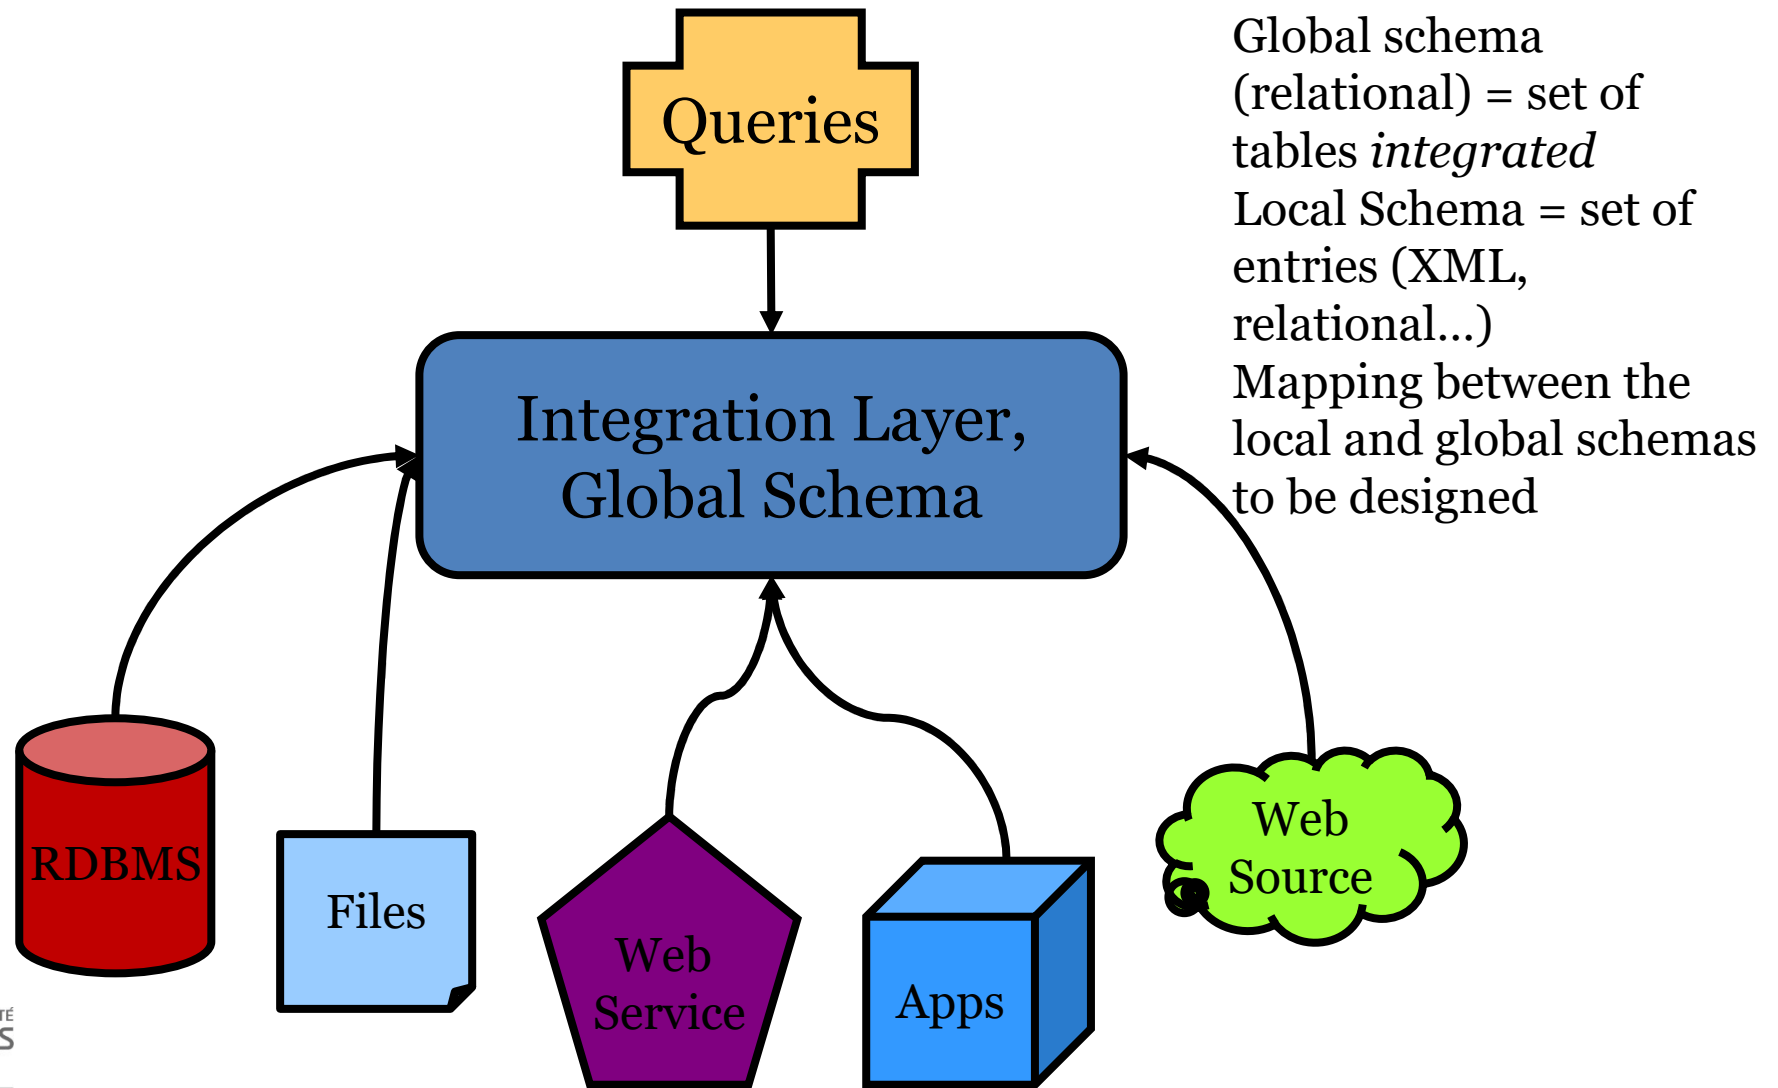 Queries
Global schema
(relational) = set of
tables integrated
Local Schema = set of
entries (XML,
relational...)
Mapping between the
local and global schemas
to be designed
Integration Layer,
Global Schema
RDBMS
Files
Web
Service
Apps
Web
Source